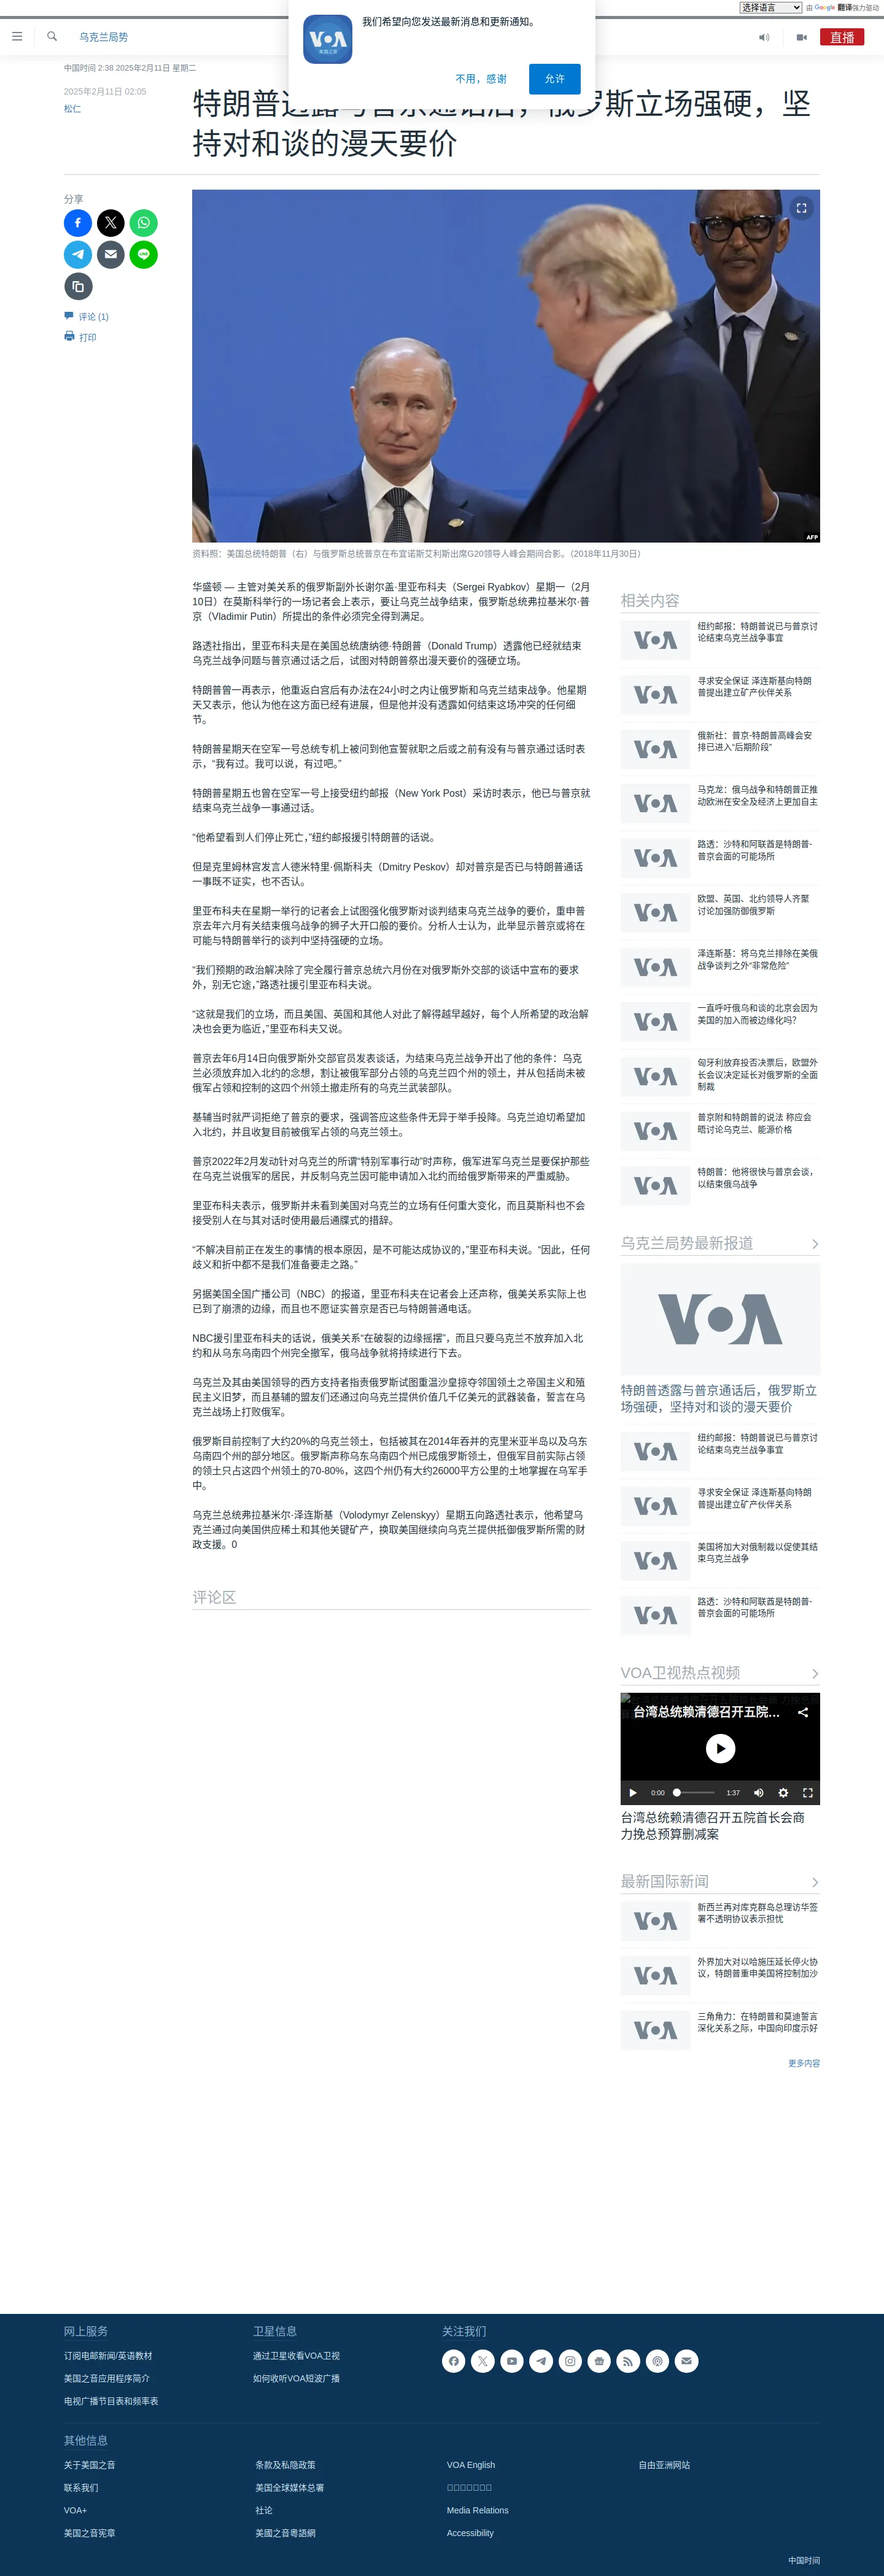 选择语言
由 Google 翻译强力驱动
我们希望向您发送最新消息和更新通知。
不用，感谢
允许
乌克兰局势
直播
中国时间 2:38 2025年2月11日 星期二
2025年2月11日 02:05
松仁
特朗普透露与普京通话后，俄罗斯立场强硬，坚
持对和谈的漫天要价
分享
评论 (1)
打印
AFP
资料照：美国总统特朗普（右）与俄罗斯总统普京在布宜诺斯艾利斯出席G20领导人峰会期间合影。（2018年11月30日）
华盛顿 — 主管对美关系的俄罗斯副外长谢尔盖·里亚布科夫（Sergei Ryabkov）星期一（2月
10日）在莫斯科举行的一场记者会上表示，要让乌克兰战争结束，俄罗斯总统弗拉基米尔·普
京（Vladimir Putin）所提出的条件必须完全得到满足。
路透社指出，里亚布科夫是在美国总统唐纳德·特朗普（Donald Trump）透露他已经就结束
乌克兰战争问题与普京通过话之后，试图对特朗普祭出漫天要价的强硬立场。
特朗普曾一再表示，他重返白宫后有办法在24小时之内让俄罗斯和乌克兰结束战争。他星期
天又表示，他认为他在这方面已经有进展，但是他并没有透露如何结束这场冲突的任何细
节。
特朗普星期天在空军一号总统专机上被问到他宣誓就职之后或之前有没有与普京通过话时表
示，“我有过。我可以说，有过吧。”
特朗普星期五也曾在空军一号上接受纽约邮报（New York Post）采访时表示，他已与普京就
结束乌克兰战争一事通过话。
“他希望看到人们停止死亡，”纽约邮报援引特朗普的话说。
但是克里姆林宫发言人德米特里·佩斯科夫（Dmitry Peskov）却对普京是否已与特朗普通话
一事既不证实，也不否认。
里亚布科夫在星期一举行的记者会上试图强化俄罗斯对谈判结束乌克兰战争的要价，重申普
京去年六月有关结束俄乌战争的狮子大开口般的要价。分析人士认为，此举显示普京或将在
可能与特朗普举行的谈判中坚持强硬的立场。
“我们预期的政治解决除了完全履行普京总统六月份在对俄罗斯外交部的谈话中宣布的要求
外，别无它途，”路透社援引里亚布科夫说。
“这就是我们的立场，而且美国、英国和其他人对此了解得越早越好，每个人所希望的政治解
决也会更为临近，”里亚布科夫又说。
普京去年6月14日向俄罗斯外交部官员发表谈话，为结束乌克兰战争开出了他的条件：乌克
兰必须放弃加入北约的念想，割让被俄军部分占领的乌克兰四个州的领土，并从包括尚未被
俄军占领和控制的这四个州领土撤走所有的乌克兰武装部队。
基辅当时就严词拒绝了普京的要求，强调答应这些条件无异于举手投降。乌克兰迫切希望加
入北约，并且收复目前被俄军占领的乌克兰领土。
普京2022年2月发动针对乌克兰的所谓“特别军事行动”时声称，俄军进军乌克兰是要保护那些
在乌克兰说俄军的居民，并反制乌克兰因可能申请加入北约而给俄罗斯带来的严重威胁。
里亚布科夫表示，俄罗斯并未看到美国对乌克兰的立场有任何重大变化，而且莫斯科也不会
接受别人在与其对话时使用最后通牒式的措辞。
“不解决目前正在发生的事情的根本原因，是不可能达成协议的，”里亚布科夫说。“因此，任何
歧义和折中都不是我们准备要走之路。”
另据美国全国广播公司（NBC）的报道，里亚布科夫在记者会上还声称，俄美关系实际上也
已到了崩溃的边缘，而且也不愿证实普京是否已与特朗普通电话。
NBC援引里亚布科夫的话说，俄美关系“在破裂的边缘摇摆”，而且只要乌克兰不放弃加入北
约和从乌东乌南四个州完全撤军，俄乌战争就将持续进行下去。
乌克兰及其由美国领导的西方支持者指责俄罗斯试图重温沙皇掠夺邻国领土之帝国主义和殖
民主义旧梦，而且基辅的盟友们还通过向乌克兰提供价值几千亿美元的武器装备，誓言在乌
克兰战场上打败俄军。
俄罗斯目前控制了大约20%的乌克兰领土，包括被其在2014年吞并的克里米亚半岛以及乌东
乌南四个州的部分地区。俄罗斯声称乌东乌南四个州已成俄罗斯领土，但俄军目前实际占领
的领土只占这四个州领土的70-80%，这四个州仍有大约26000平方公里的土地掌握在乌军手
中。
乌克兰总统弗拉基米尔·泽连斯基（Volodymyr Zelenskyy）星期五向路透社表示，他希望乌
克兰通过向美国供应稀土和其他关键矿产，换取美国继续向乌克兰提供抵御俄罗斯所需的财
政支援。0
评论区
相关内容
纽约邮报：特朗普说已与普京讨
论结束乌克兰战争事宜
寻求安全保证 泽连斯基向特朗
普提出建立矿产伙伴关系
俄新社：普京-特朗普高峰会安
排已进入“后期阶段”
马克龙：俄乌战争和特朗普正推
动欧洲在安全及经济上更加自主
路透：沙特和阿联酋是特朗普-
普京会面的可能场所
欧盟、英国、北约领导人齐聚
讨论加强防御俄罗斯
泽连斯基：将乌克兰排除在美俄
战争谈判之外“非常危险”
一直呼吁俄乌和谈的北京会因为
美国的加入而被边缘化吗？
匈牙利放弃投否决票后，欧盟外
长会议决定延长对俄罗斯的全面
制裁
普京附和特朗普的说法 称应会
晤讨论乌克兰、能源价格
特朗普：他将很快与普京会谈，
以结束俄乌战争
乌克兰局势最新报道
VOA
特朗普透露与普京通话后，俄罗斯立
场强硬，坚持对和谈的漫天要价
纽约邮报：特朗普说已与普京讨
论结束乌克兰战争事宜
寻求安全保证 泽连斯基向特朗
普提出建立矿产伙伴关系
美国将加大对俄制裁以促使其结
束乌克兰战争
路透：沙特和阿联酋是特朗普-
普京会面的可能场所
VOA卫视热点视频
台湾总统赖清德召开五院...
0:00
1:37
台湾总统赖清德召开五院首长会商
力挽总预算删减案
最新国际新闻
新西兰再对库克群岛总理访华签
署不透明协议表示担忧
外界加大对以哈施压延长停火协
议，特朗普重申美国将控制加沙
三角角力：在特朗普和莫迪誓言
深化关系之际，中国向印度示好
更多内容
网上服务
卫星信息
关注我们
订阅电邮新闻/英语教材
美国之音应用程序简介
电视广播节目表和频率表
通过卫星收看VOA卫视
如何收听VOA短波广播
其他信息
关于美国之音
条款及私隐政策
VOA English
自由亚洲网站
联系我们
美国全球媒体总署
VOA+
社论
Media Relations
美国之音宪章
美國之音粵語網
Accessibility
中国时间